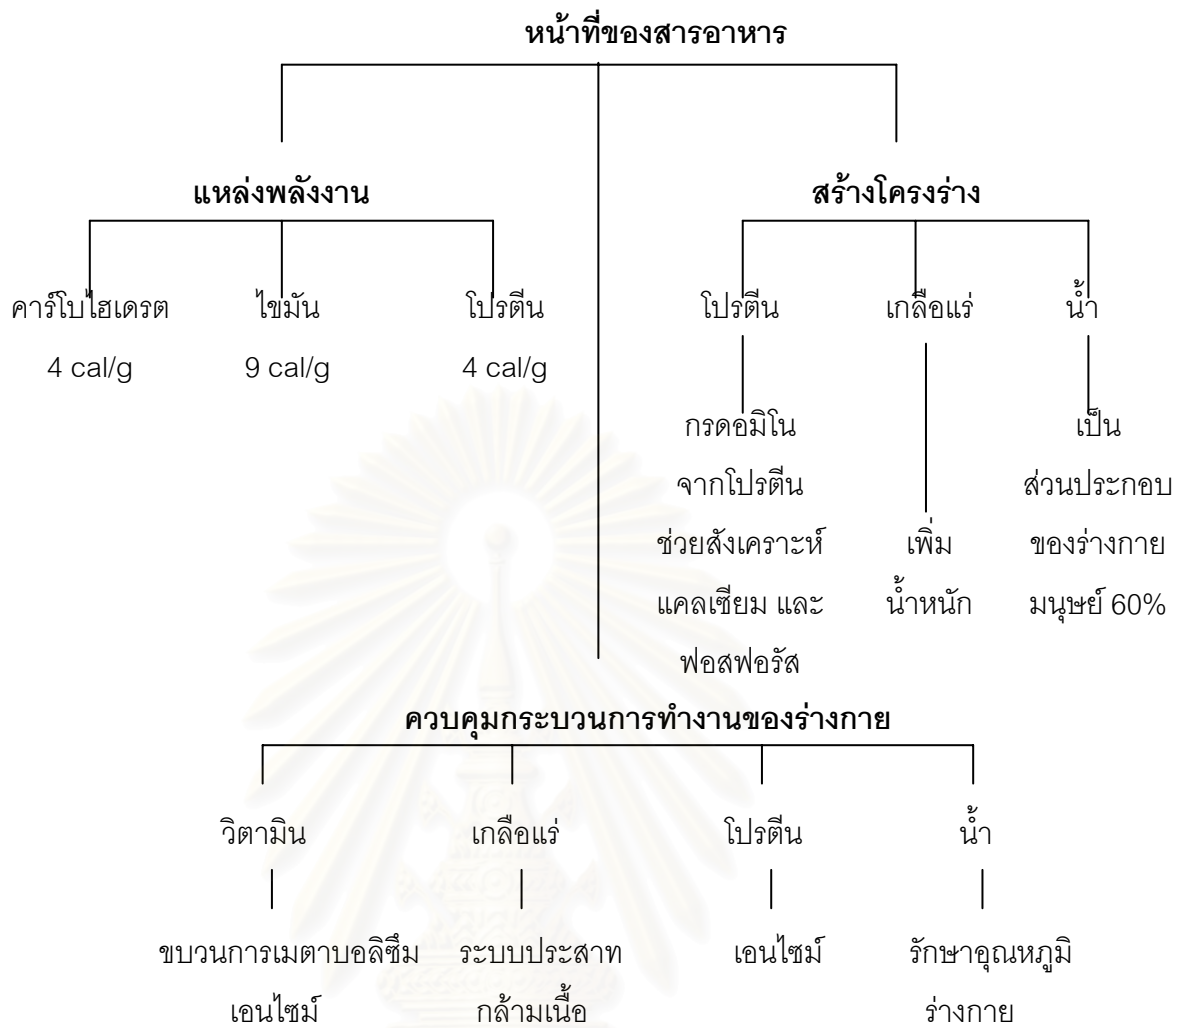 หน้าที่ของสารอาหาร
แหล่งพลังงาน
สร้างโครงร่าง
คาร์โบไฮเดรต
ไขมัน
โปรตีน
4 cal/g
9 cal/g
4 cal/g
โปรตีน
เกลือแร่
น้ำ
กรดอมิโน
จากโปรตีน
ช่วยสังเคราะห์
แคลเซียม และ
ฟอสฟอรัส
เพิ่ม
น้ำหนัก
เป็น
ส่วนประกอบ
ของร่างกาย
มนุษย์ 60%
ควบคุมกระบวนการทำงานของร่างกาย
วิตามิน
เกลือแร่
โปรตีน
น้ำ
ขบวนการเมตาบอลิซึม
เอนไซม์
ระบบประสาท
กล้ามเนื้อ
เอนไซม์
รักษาอุณหภูมิ
ร่างกาย